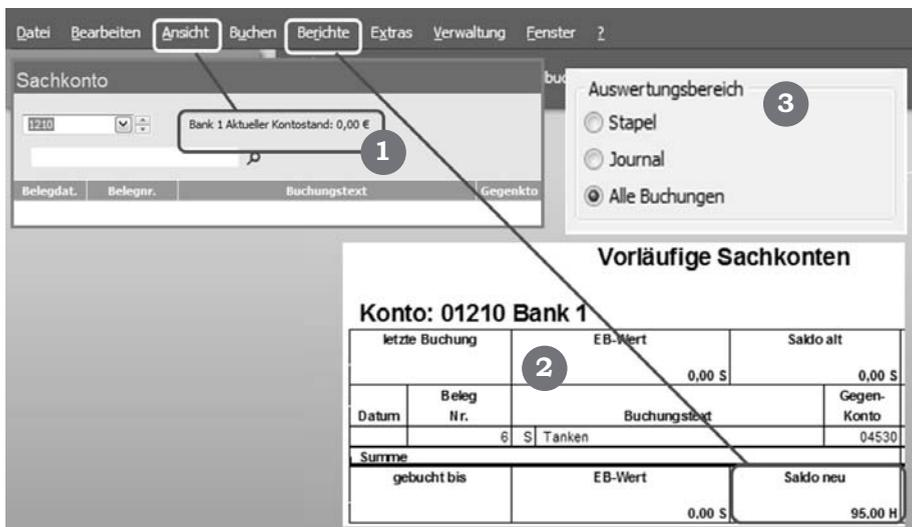 Datei Bearbeiten Ansicht Buchen Berichte Extras Verwaltung Fenster ?
Sachkonto
1210
Bank 1 Aktueller Kontostand: 0,00 €
1
Belegdat. Belegnr. Buchungstext Gegenkto
bu
Auswertungsbereich
3
Stapel
Journal
Alle Buchungen
Vorläufige Sachkonten
Konto: 01210 Bank 1
letzte Buchung EB-Wert Saldo alt
2
0,00 S 0,00 S
Beleg Gegen-
Datum Nr. Buchungstext Konto
6 S Tanken 04530
Summe
gebucht bis EB-Wert Saldo neu
0,00 S 95,00 H